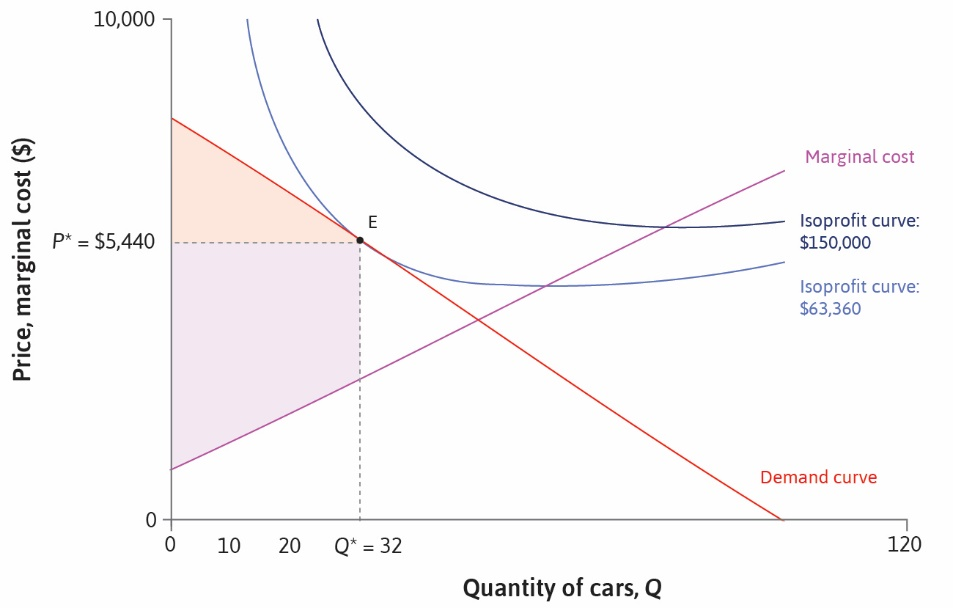 10,000
Price, marginal cost ($)
Marginal cost
Isoprofit curve:
$150,000
E
P* = $5,440
Isoprofit curve:
$63,360
Demand curve
0
0 10 20 Q* = 32 120
Quantity of cars, Q